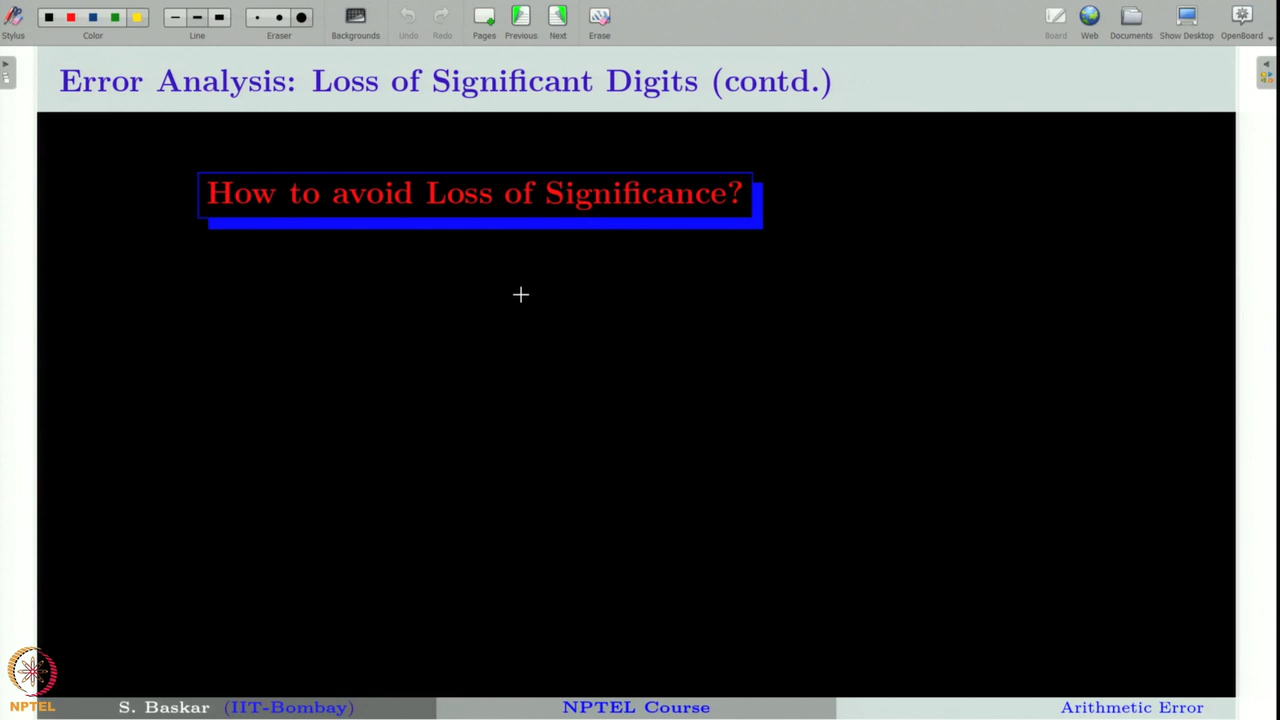 Stylus
Color
Line
Eraser
Backgrounds
Undo
Redo
Pages
Previous
Next
Erase
Board
Web
Documents
Show Desktop
OpenBoard
Error Analysis: Loss of Significant Digits (contd.)
How to avoid Loss of Significance?
NPTEL
S. Baskar (IIT-Bombay)
NPTEL Course
Arithmetic Error